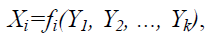 Xᵢ=fᵢ(Y₁, Y₂, ..., Yₖ),